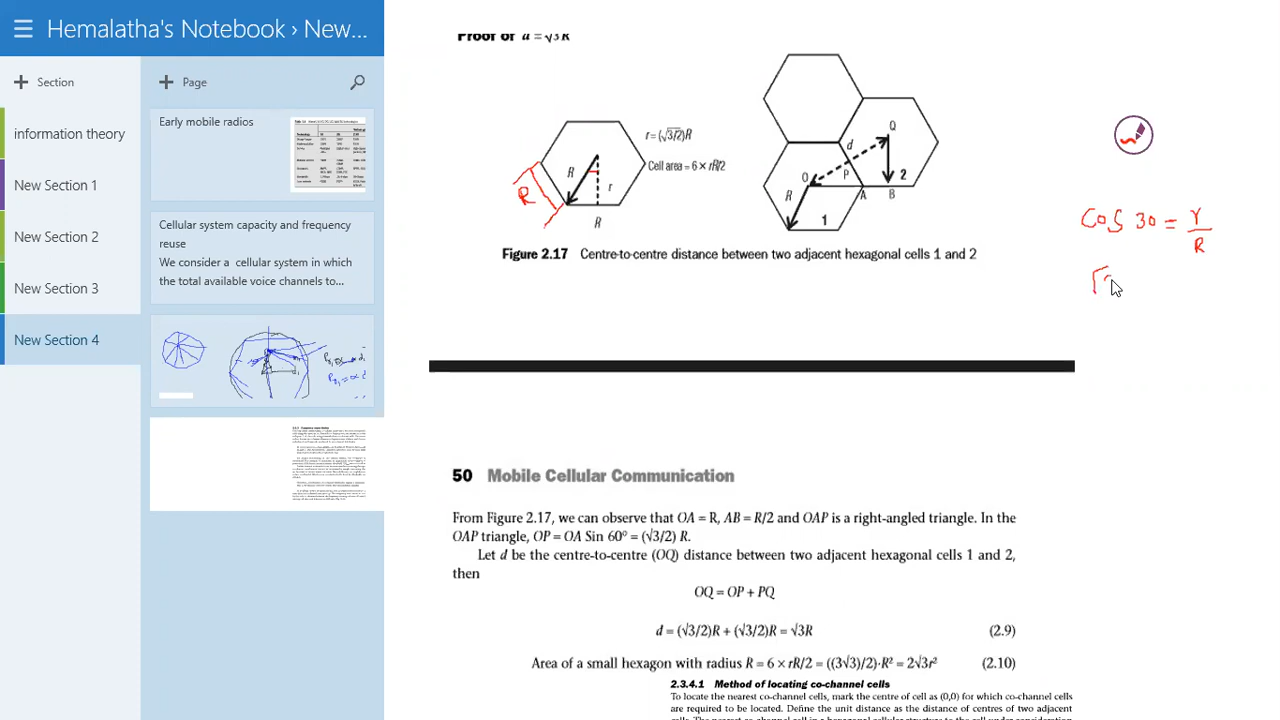 Hemalatha's Notebook › New...
+ Section
+ Page
information theory
New Section 1
New Section 2
New Section 3
New Section 4
Early mobile radios
Cellular system capacity and frequency
reuse
We consider a cellular system in which
the total available voice channels to...
Proof of d = √3R
R
r
R
R
r = (√3/2)R
Cell area = 6 × rR/2
Q
d
O
P
2
R
A
B
1
Figure 2.17 Centre-to-centre distance between two adjacent hexagonal cells 1 and 2
Cos 30 = r/R
50 Mobile Cellular Communication
From Figure 2.17, we can observe that OA = R, AB = R/2 and OAP is a right-angled triangle. In the
OAP triangle, OP = OA Sin 60° = (√3/2) R.
Let d be the centre-to-centre (OQ) distance between two adjacent hexagonal cells 1 and 2,
then
OQ = OP + PQ
d = (√3/2)R + (√3/2)R = √3R (2.9)
Area of a small hexagon with radius R = 6 × rR/2 = ((3√3)/2)·R² = 2√3r² (2.10)
2.3.4.1 Method of locating co-channel cells
To locate the nearest co-channel cells, mark the centre of cell as (0,0) for which co-channel cells
are required to be located. Define the unit distance as the distance of centres of two adjacent